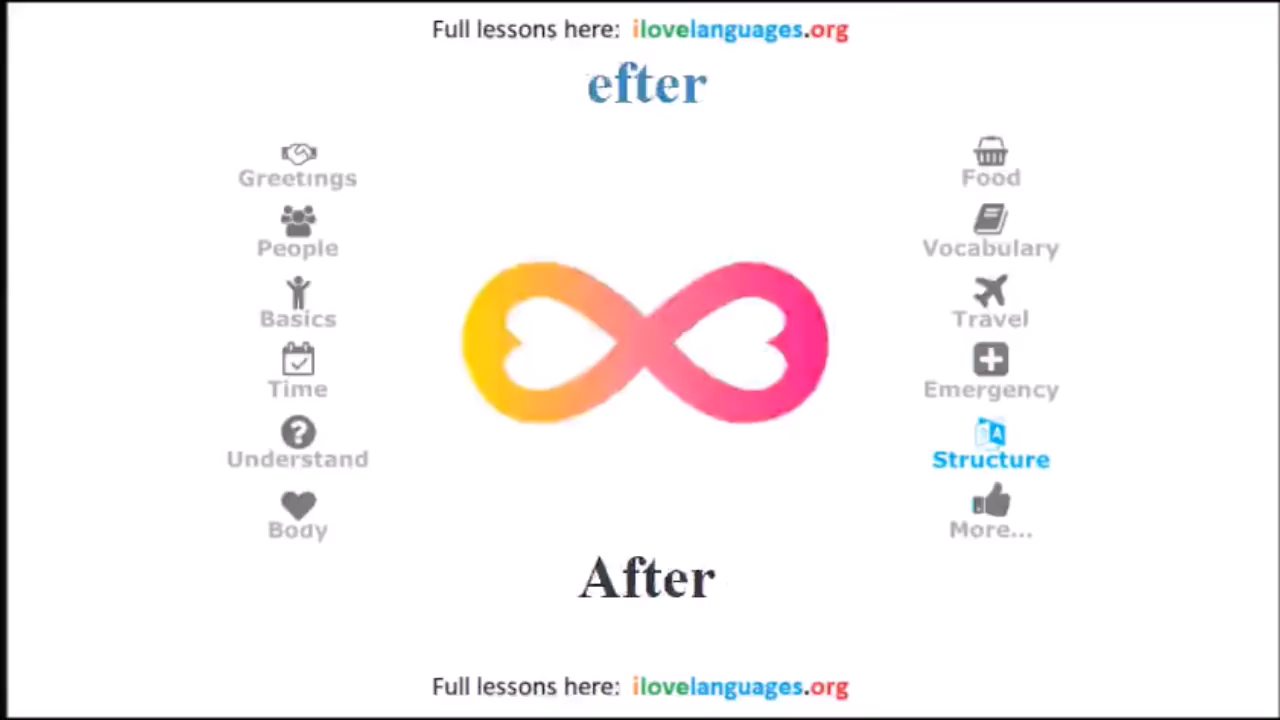 Full lessons here: ilovelanguages.org
efter
Greetings
People
Basics
Time
Understand
Body
Food
Vocabulary
Travel
Emergency
Structure
More...
After
Full lessons here: ilovelanguages.org